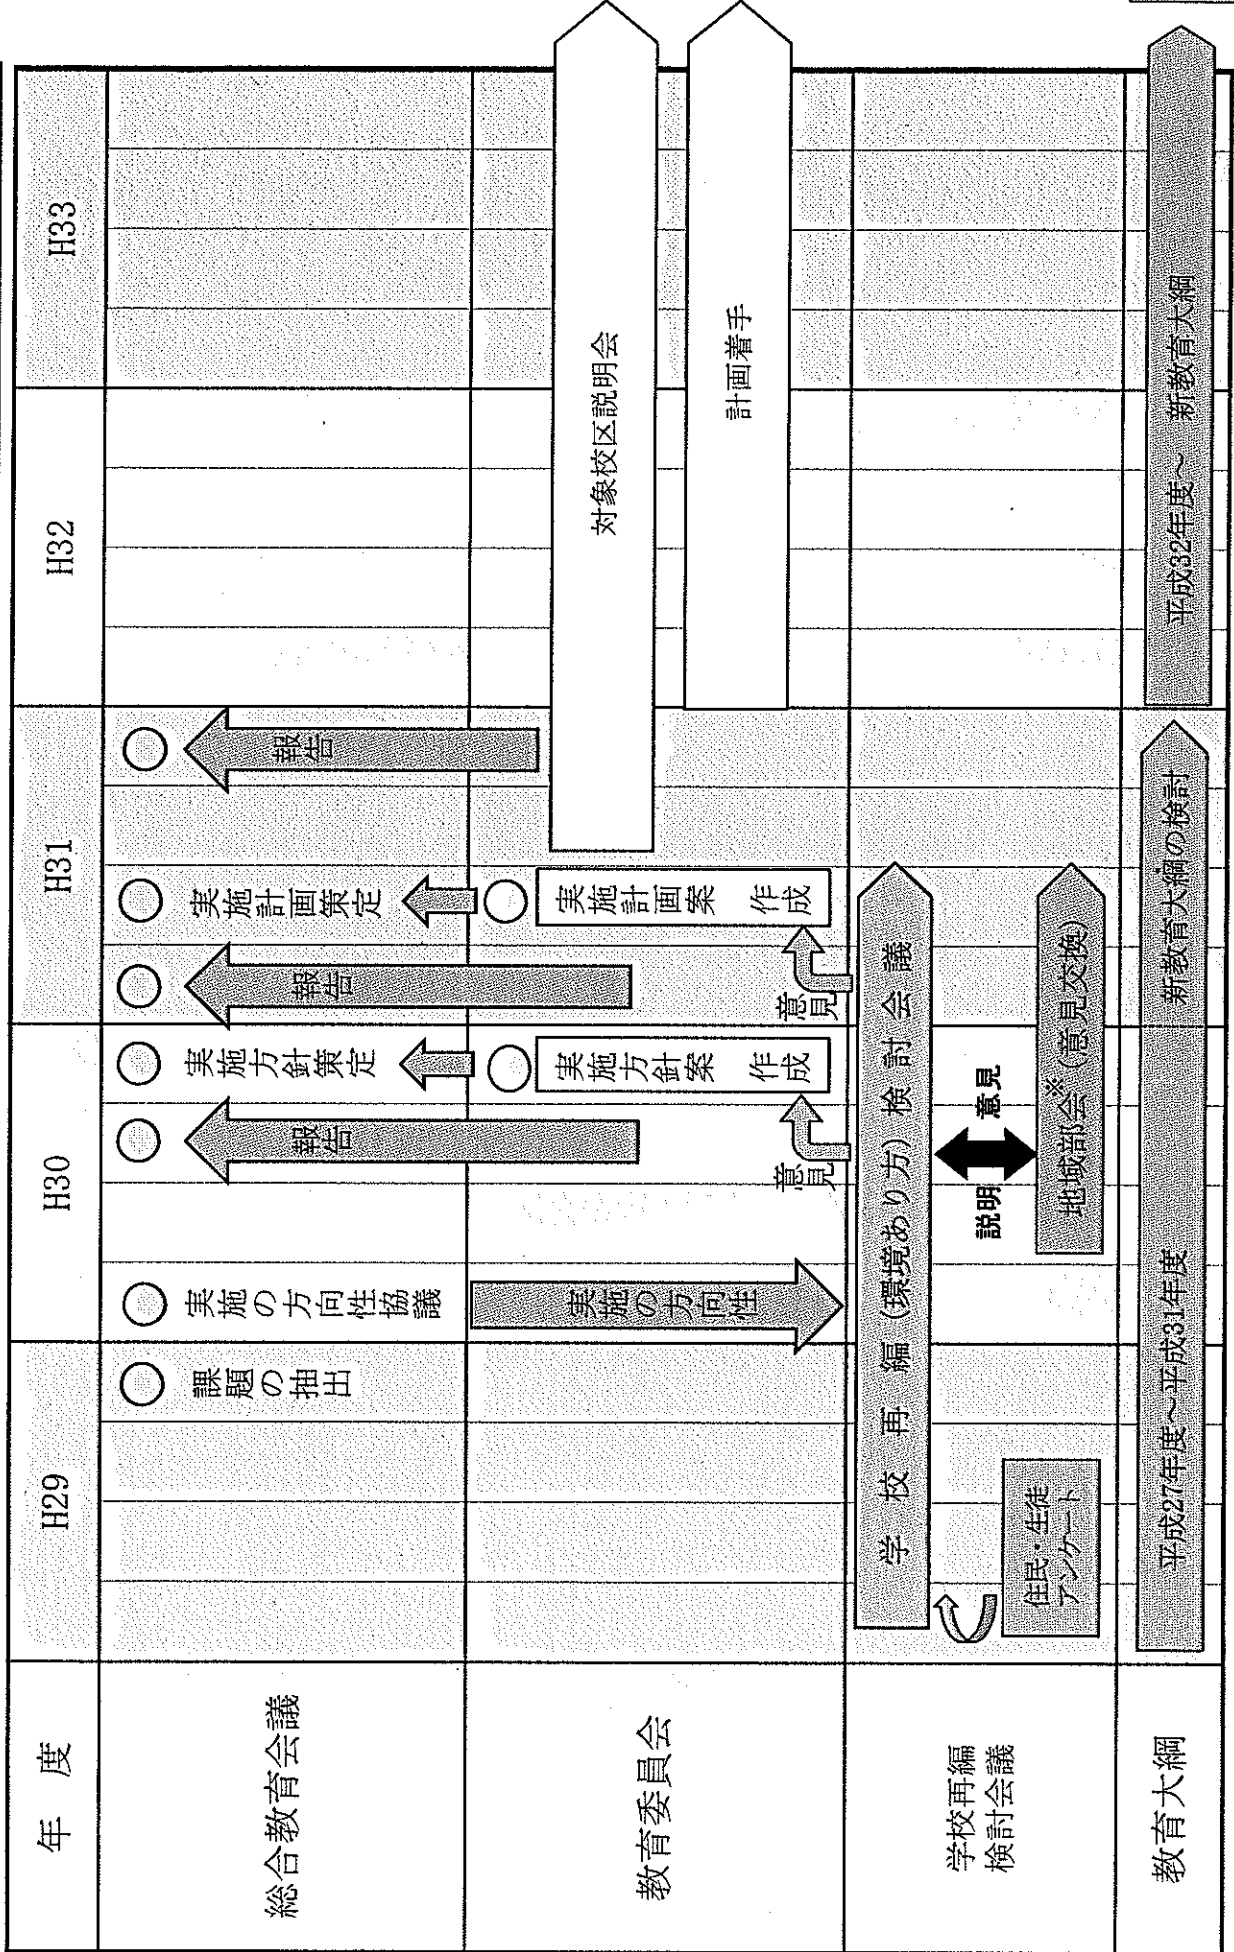 年　度
H29
H30
H31
H32
H33
総合教育会議
課題の抽出
実施の方向性協議
報告
実施方針策定
報告
実施計画策定
報告
教育委員会
実施の方向性
実施方針案　作成
実施計画案　作成
意見
意見
対象校区説明会
計画着手
学校再編
検討会議
学　校　再　編（環境あり方）検　討　会　議
住民・生徒
アンケート
説明
意見
地域部会※（意見交換）
教育大綱
平成27年度～平成31年度
新教育大綱の検討
平成32年度～　新教育大綱